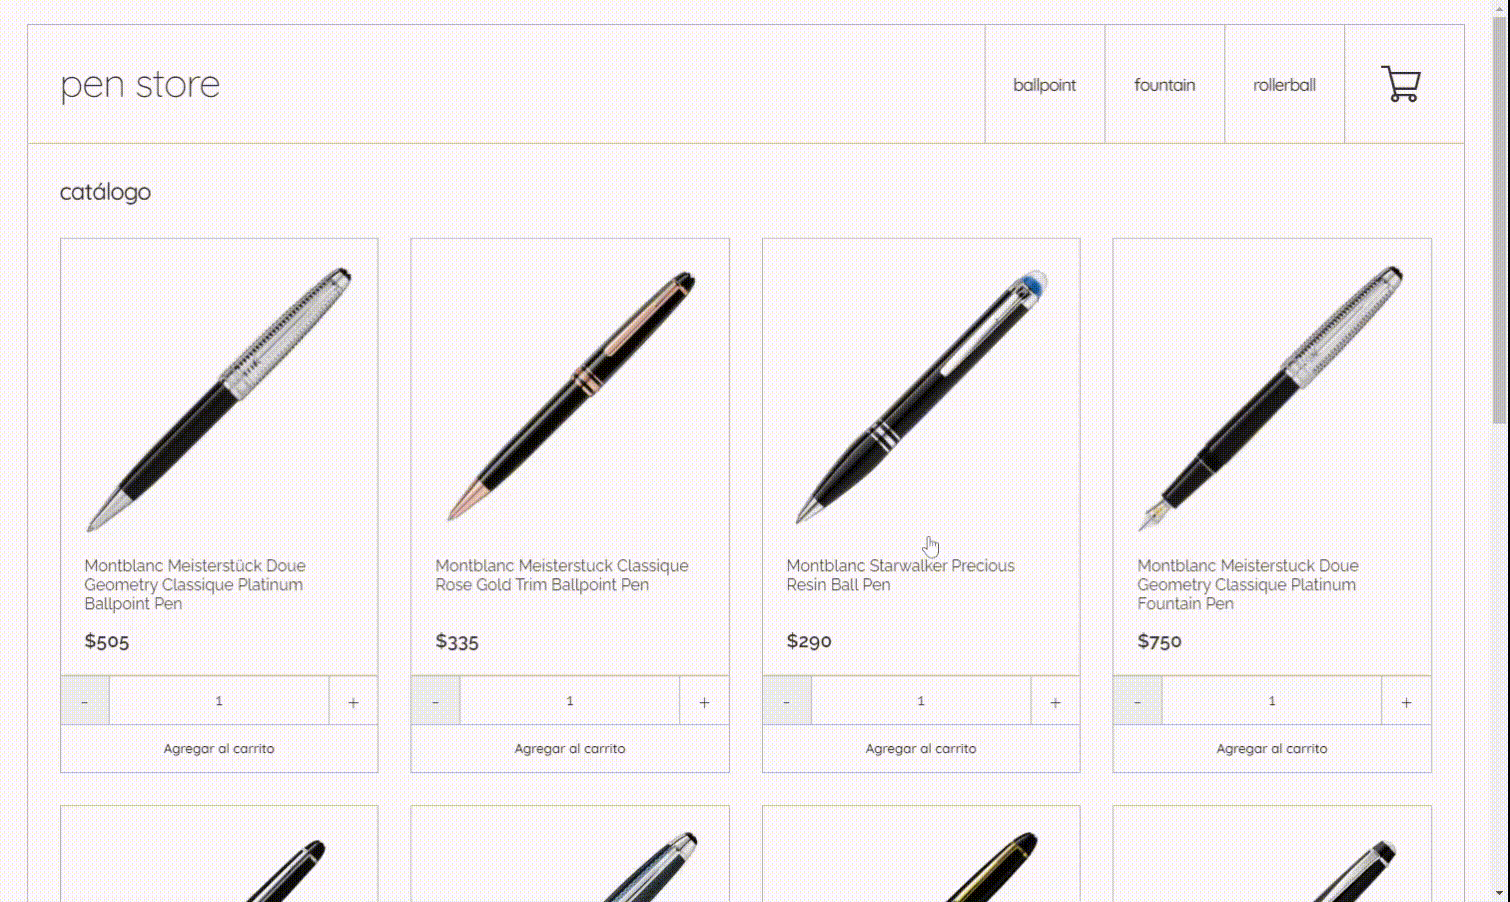 pen store
ballpoint
fountain
rollerball
catálogo
Montblanc Meisterstück Doue
Geometry Classique Platinum
Ballpoint Pen
$505
- 1 +
Agregar al carrito
Montblanc Meisterstuck Classique
Rose Gold Trim Ballpoint Pen
$335
- 1 +
Agregar al carrito
Montblanc Starwalker Precious
Resin Ball Pen
$290
- 1 +
Agregar al carrito
Montblanc Meisterstuck Doue
Geometry Classique Platinum
Fountain Pen
$750
- 1 +
Agregar al carrito